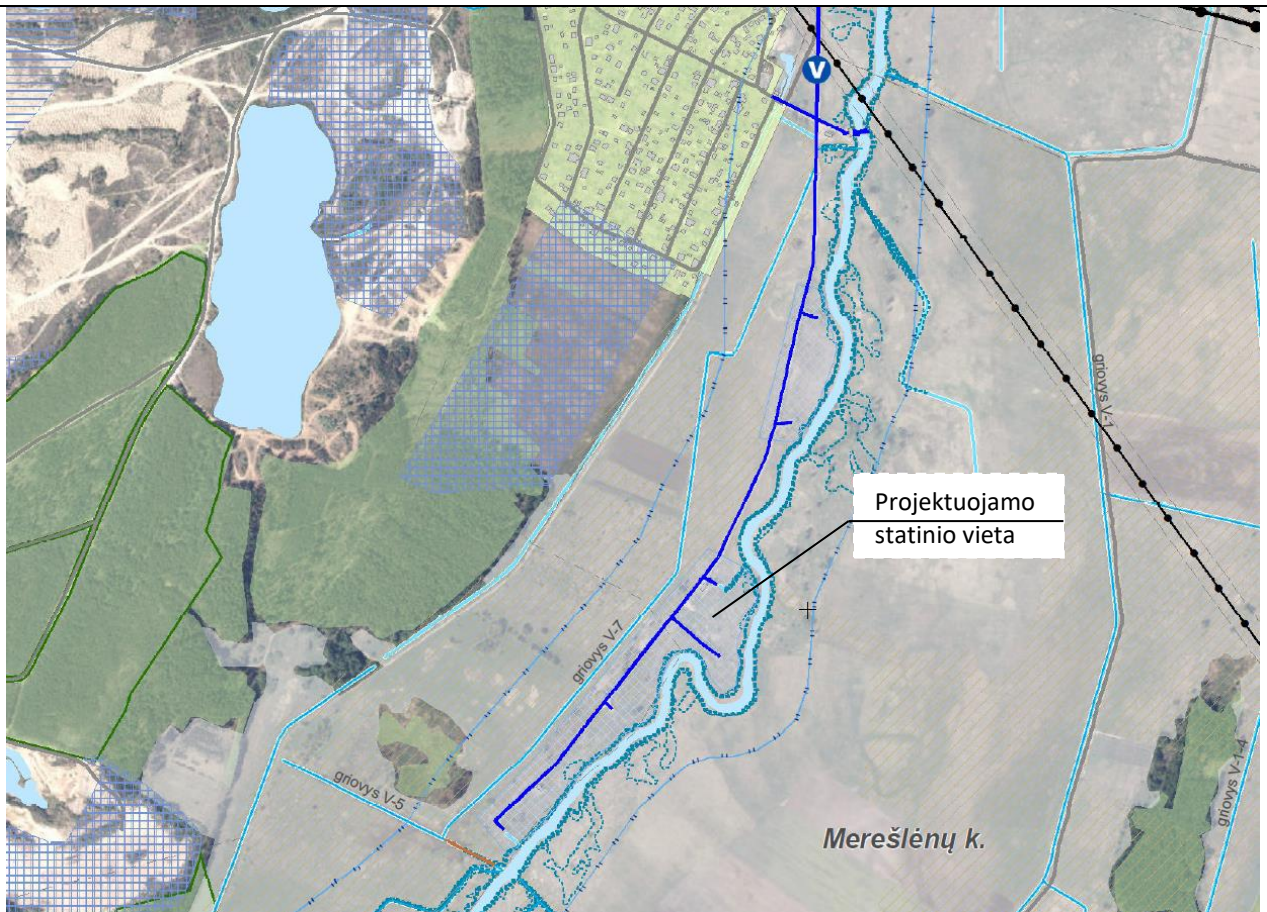 V
griovys V-1
Projektuojamo
statinio vieta
griovys V-7
griovys V-5
griovys V-1-4
Merešlėnų k.